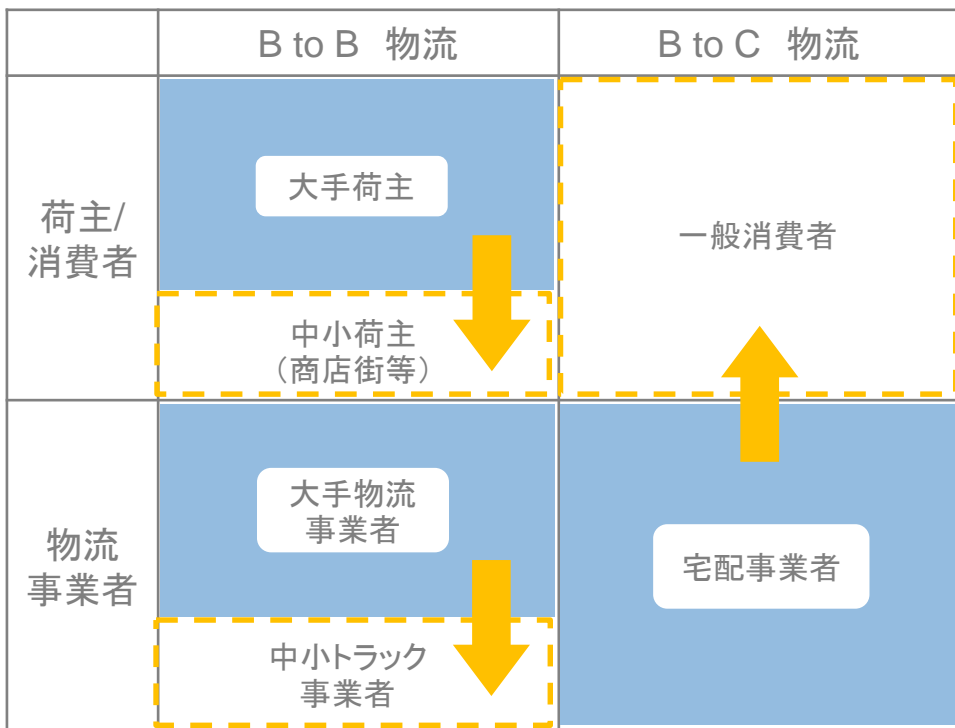 B to B 物流
B to C 物流
荷主/
消費者
大手荷主
一般消費者
中小荷主
（商店街等）
物流
事業者
大手物流
事業者
宅配事業者
中小トラック
事業者